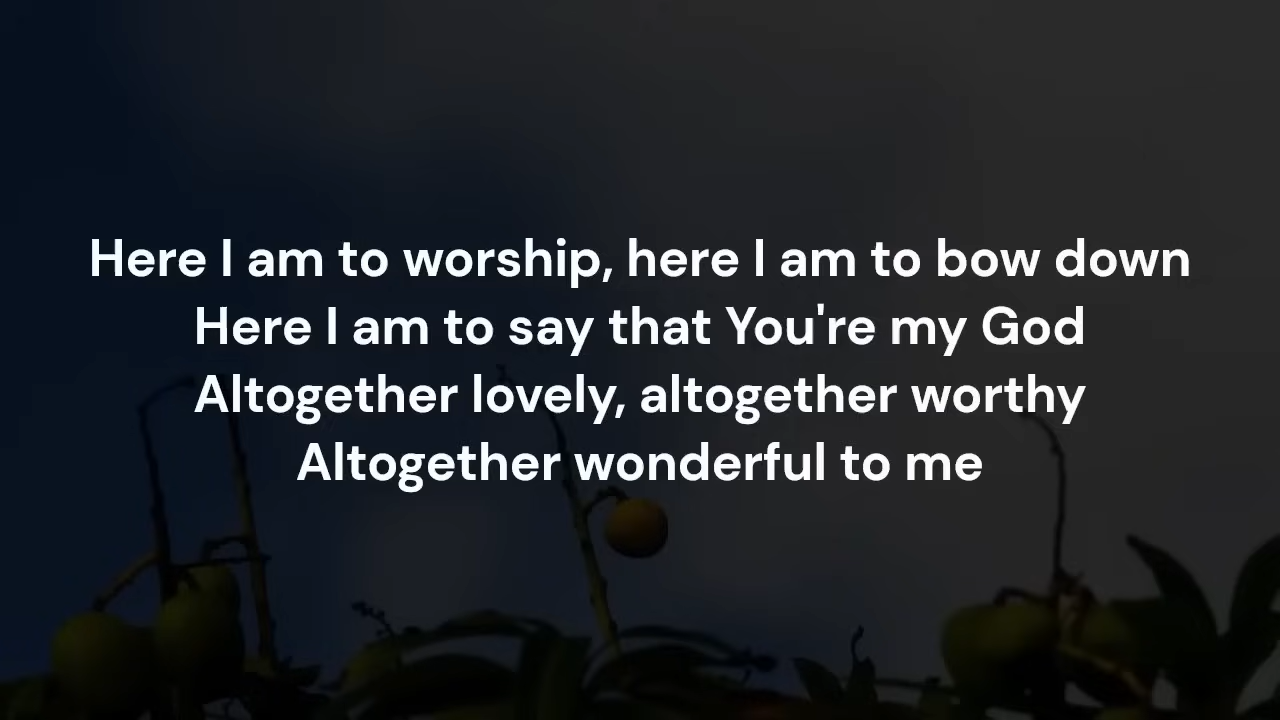 Here I am to worship, here I am to bow down
Here I am to say that You're my God
Altogether lovely, altogether worthy
Altogether wonderful to me